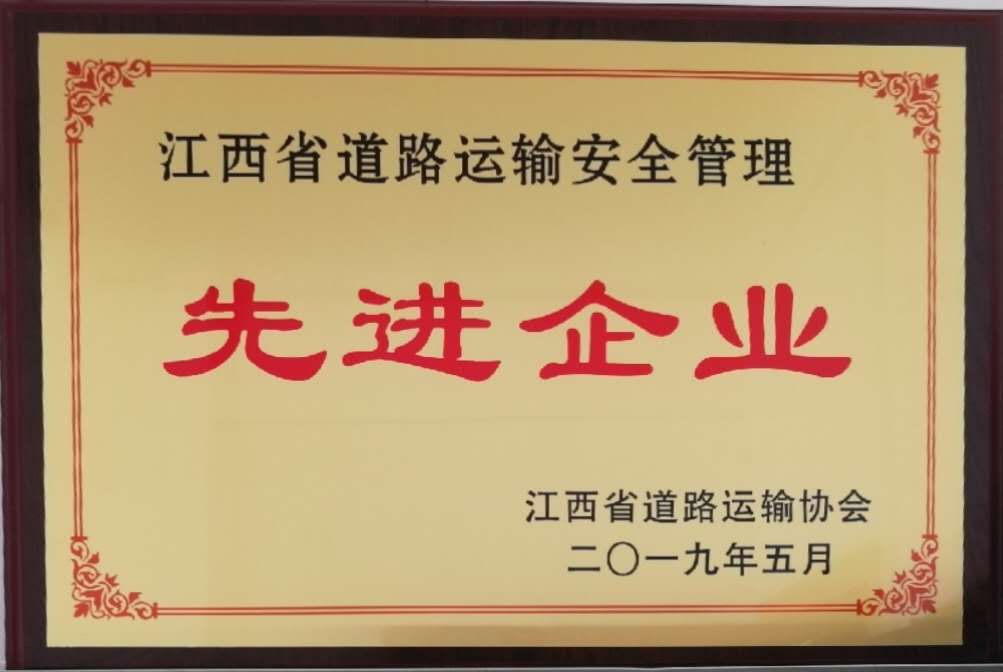 江西省道路运输安全管理
先进企业
江西省道路运输协会
二〇一九年五月